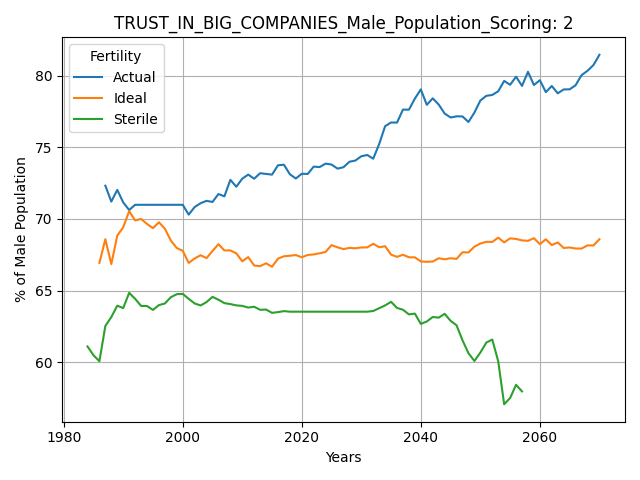 TRUST_IN_BIG_COMPANIES_Male_Population_Scoring: 2
Fertility
Actual
Ideal
Sterile
% of Male Population
80
75
70
65
60
1980
2000
2020
2040
2060
Years